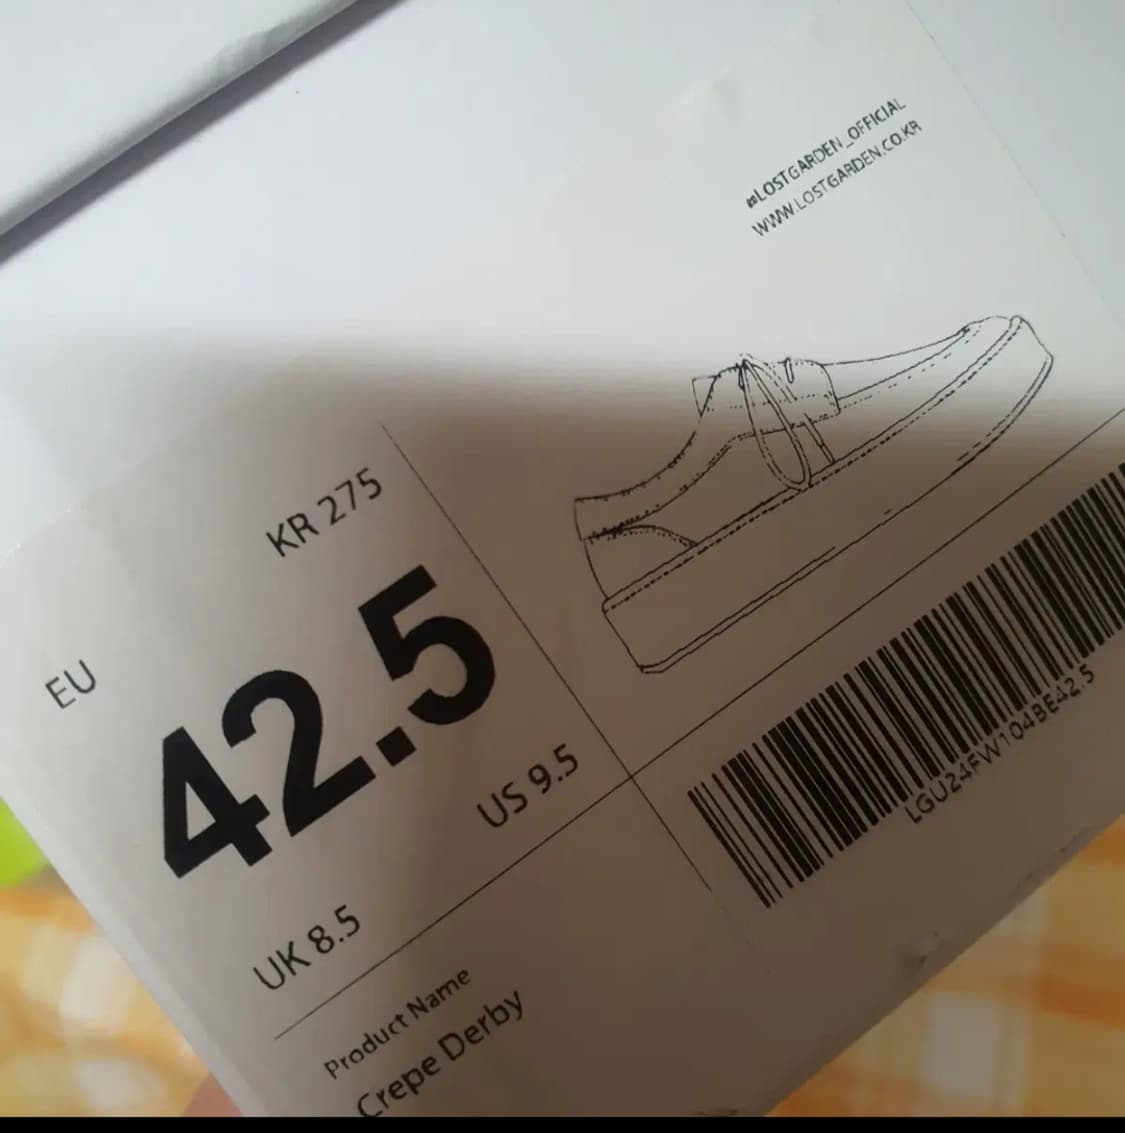 @LOSTGARDEN_OFFICIAL
WWW.LOSTGARDEN.CO.KR
EU
KR 275
42.5
UK 8.5
US 9.5
LGU24FW104BE42.5
Product Name
Crepe Derby